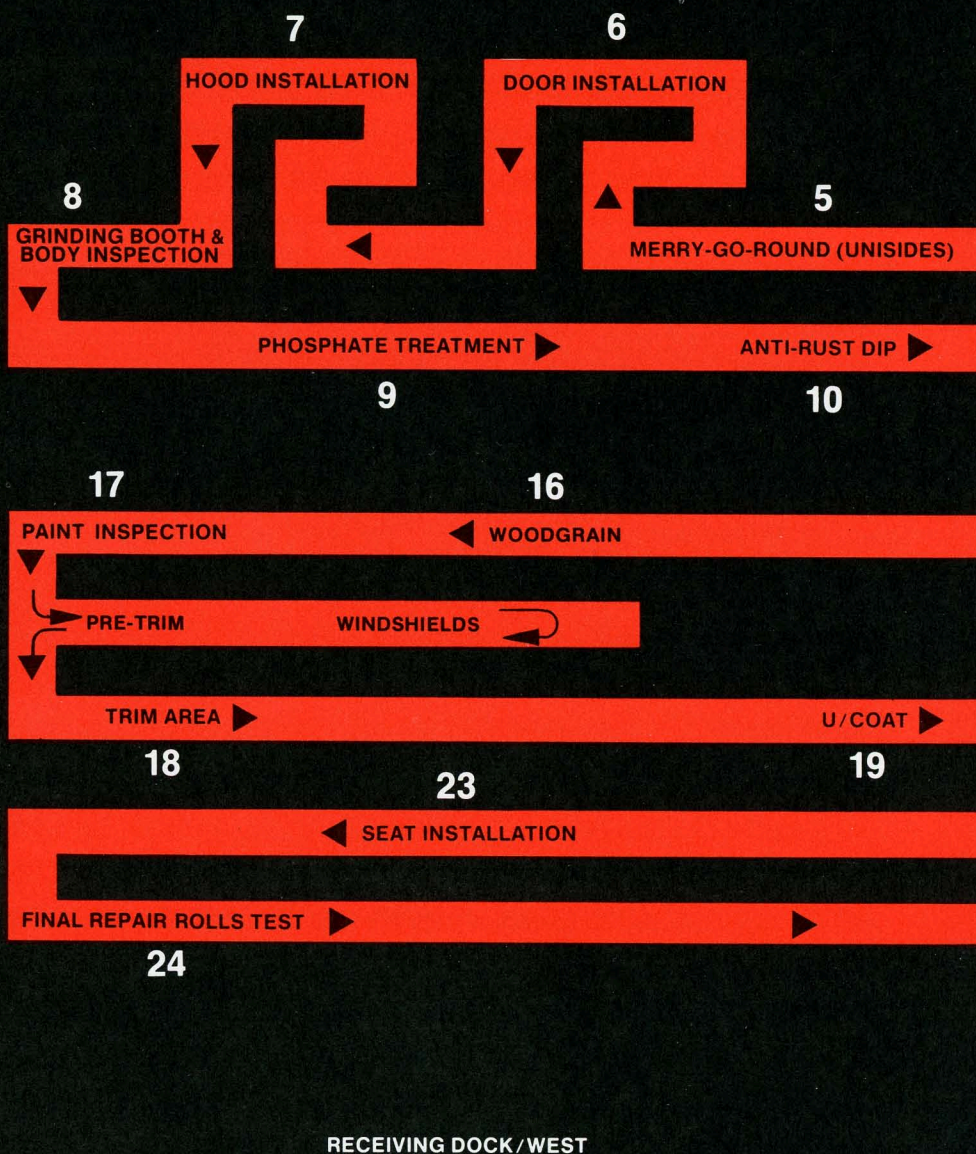 7
6
HOOD INSTALLATION
DOOR INSTALLATION
8
5
GRINDING BOOTH &
BODY INSPECTION
MERRY-GO-ROUND (UNISIDES)
PHOSPHATE TREATMENT
ANTI-RUST DIP
9
10
17
16
PAINT INSPECTION
WOODGRAIN
PRE-TRIM
WINDSHIELDS
TRIM AREA
U/COAT
18
19
23
SEAT INSTALLATION
FINAL REPAIR ROLLS TEST
24
RECEIVING DOCK/WEST